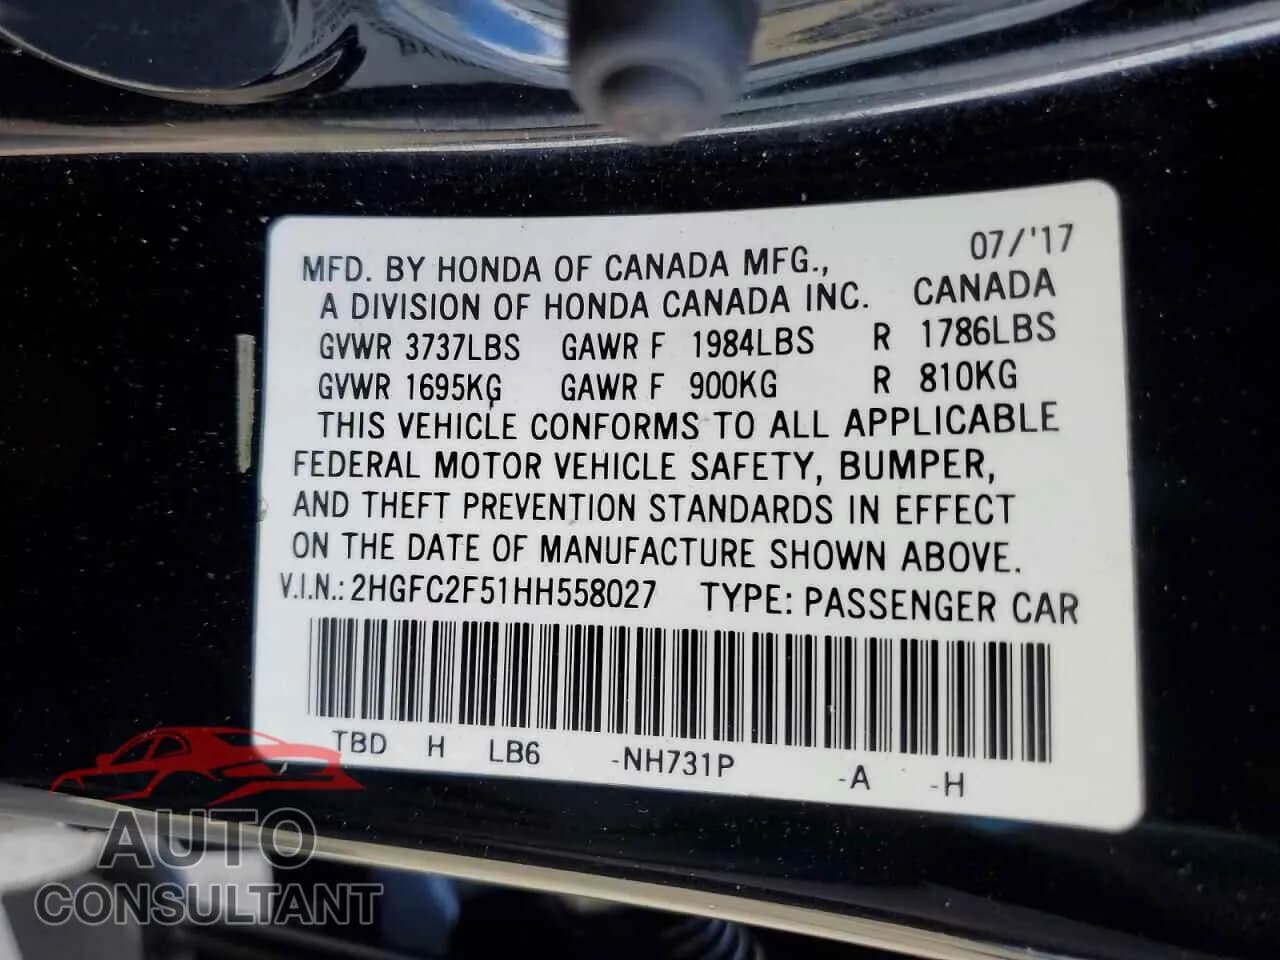 07/'17
MFD. BY HONDA OF CANADA MFG.,
A DIVISION OF HONDA CANADA INC. CANADA
GVWR 3737LBS GAWR F 1984LBS R 1786LBS
GVWR 1695KG GAWR F 900KG R 810KG
THIS VEHICLE CONFORMS TO ALL APPLICABLE
FEDERAL MOTOR VEHICLE SAFETY, BUMPER,
AND THEFT PREVENTION STANDARDS IN EFFECT
ON THE DATE OF MANUFACTURE SHOWN ABOVE.
V.I.N.: 2HGFC2F51HH558027 TYPE: PASSENGER CAR
TBD H LB6 -NH731P -A -H
AUTO
CONSULTANT